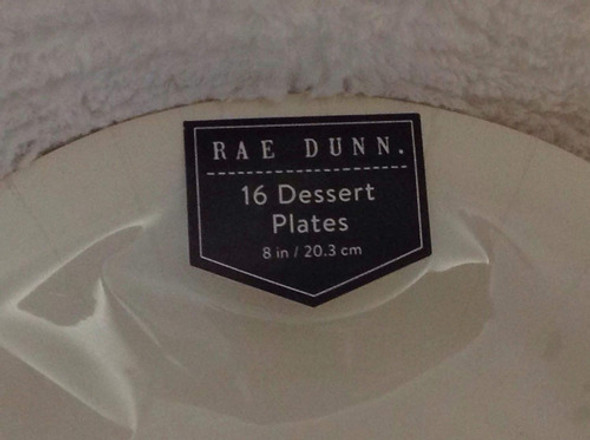 RAE DUNN.
16 Dessert
Plates
8 in / 20.3 cm